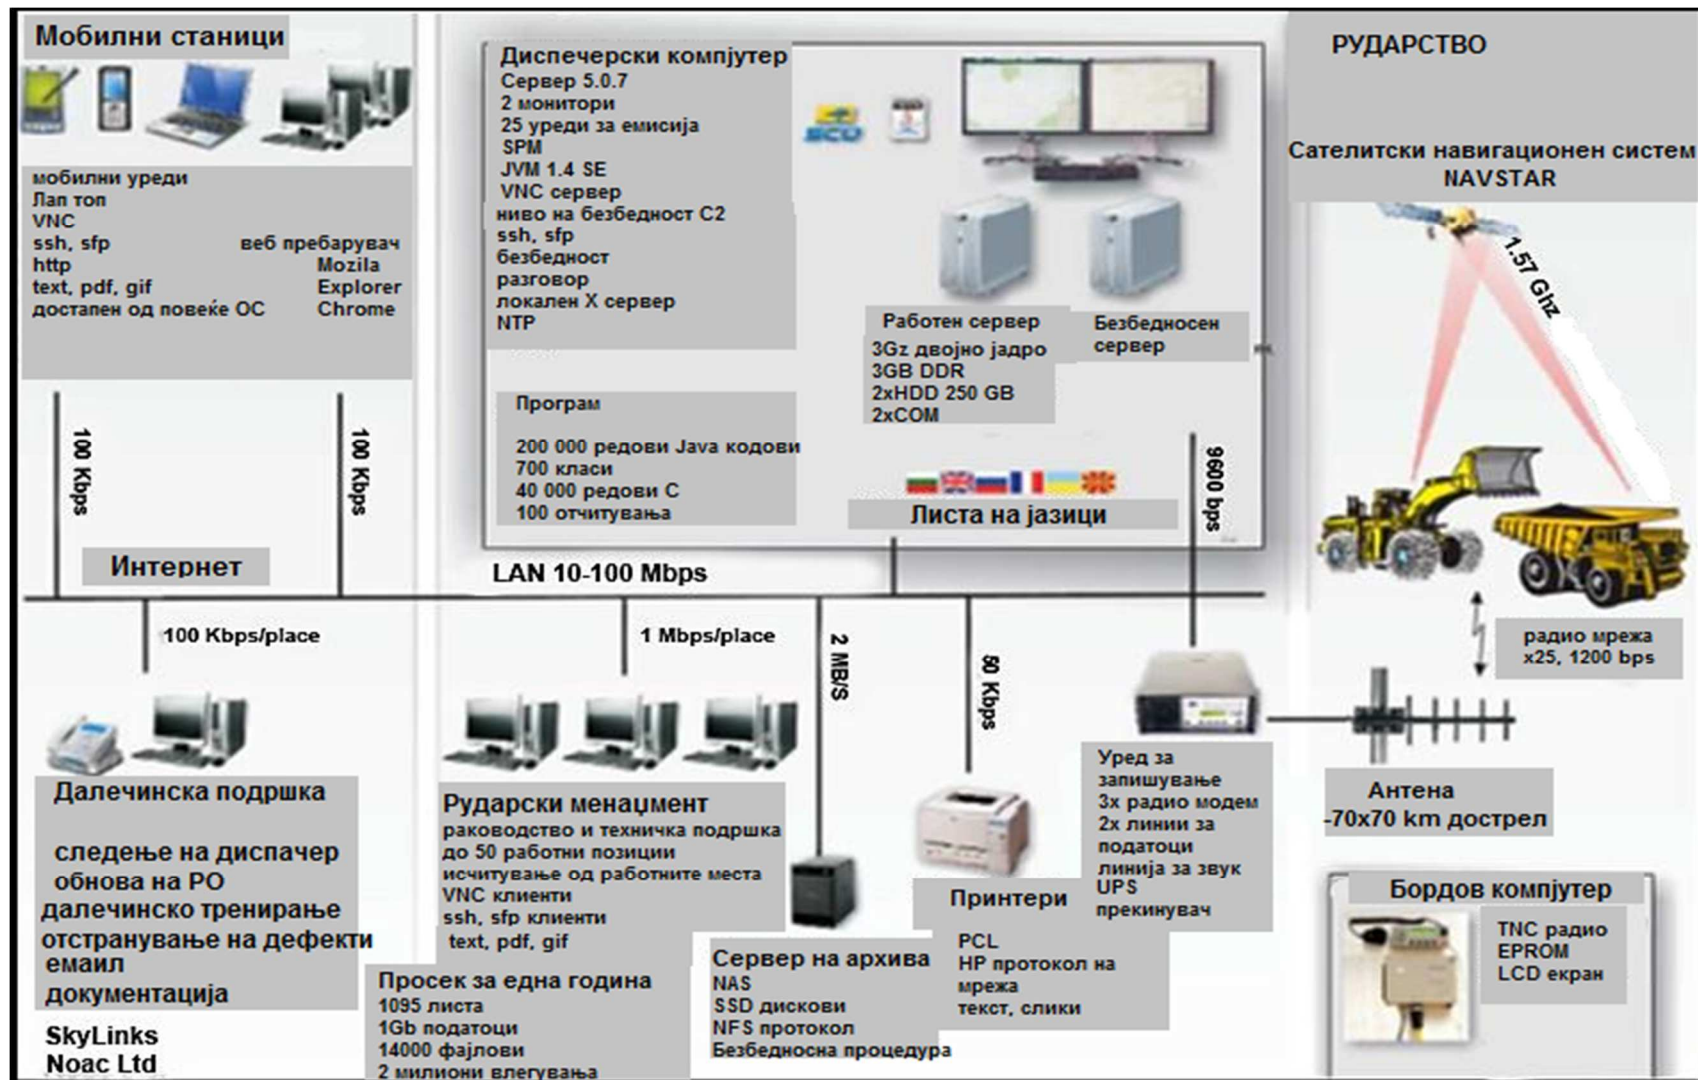 Мобилни станици
мобилни уреди
Лап топ
VNC
ssh, sfp веб пребарувач
http Mozila
text, pdf, gif Explorer
достапен од повеќе ОС Chrome
100 Kbps
100 Kbps
Интернет
Диспечерски компјутер
Сервер 5.0.7
2 монитори
25 уреди за емисија
SPM
JVM 1.4 SE
VNC сервер
ниво на безбедност C2
ssh, sfp
безбедност
разговор
локален X сервер
NTP
SCO
Работен сервер
3Gz двојно јадро
3GB DDR
2xHDD 250 GB
2xCOM
Безбедносен
сервер
Програм
200 000 редови Java кодови
700 класи
40 000 редови C
100 отчитувања
Листа на јазици
9600 bps
LAN 10-100 Mbps
РУДАРСТВО
Сателитски навигационен систем
NAVSTAR
1.57 Ghz
радио мрежа
x25, 1200 bps
100 Kbps/place
1 Mbps/place
2 MB/S
50 Kbps
Далечинска подршка
следење на диспачер
обнова на РО
далечинско тренирање
отстранување на дефекти
емаил
документација
SkyLinks
Noac Ltd
Рударски менаџмент
раководство и техничка подршка
до 50 работни позиции
исчитување од работните места
VNC клиенти
ssh, sfp клиенти
text, pdf, gif
Просек за една година
1095 листа
1Gb податоци
14000 фајлови
2 милиони влегувања
Сервер на архива
NAS
SSD дискови
NFS протокол
Безбедносна процедура
Принтери
PCL
HP протокол на
мрежа
текст, слики
Уред за
запишување
3x радио модем
2x линии за
податоци
линија за звук
UPS
прекинувач
Антена
-70x70 km дострел
Бордов компјутер
TNC радио
EPROM
LCD екран